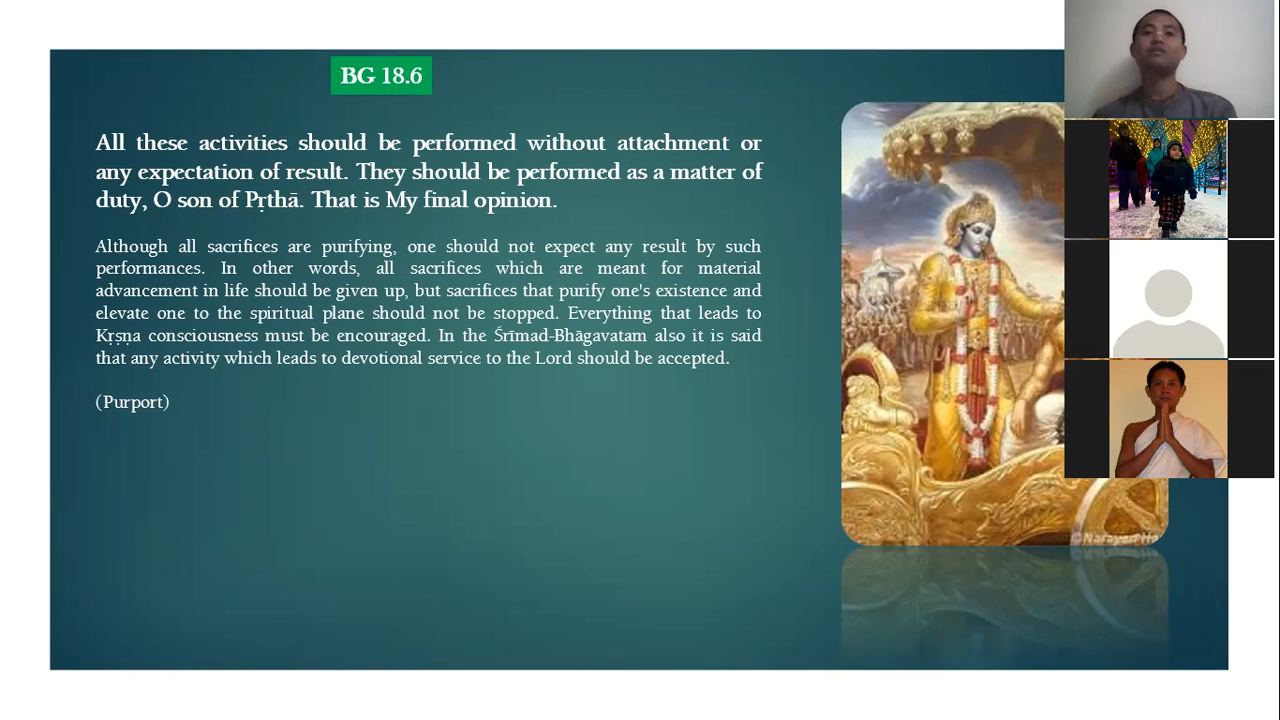 BG 18.6
All these activities should be performed without attachment or
any expectation of result. They should be performed as a matter of
duty, O son of Pṛthā. That is My final opinion.
Although all sacrifices are purifying, one should not expect any result by such
performances. In other words, all sacrifices which are meant for material
advancement in life should be given up, but sacrifices that purify one's existence and
elevate one to the spiritual plane should not be stopped. Everything that leads to
Kṛṣṇa consciousness must be encouraged. In the Śrīmad-Bhāgavatam also it is said
that any activity which leads to devotional service to the Lord should be accepted.
(Purport)